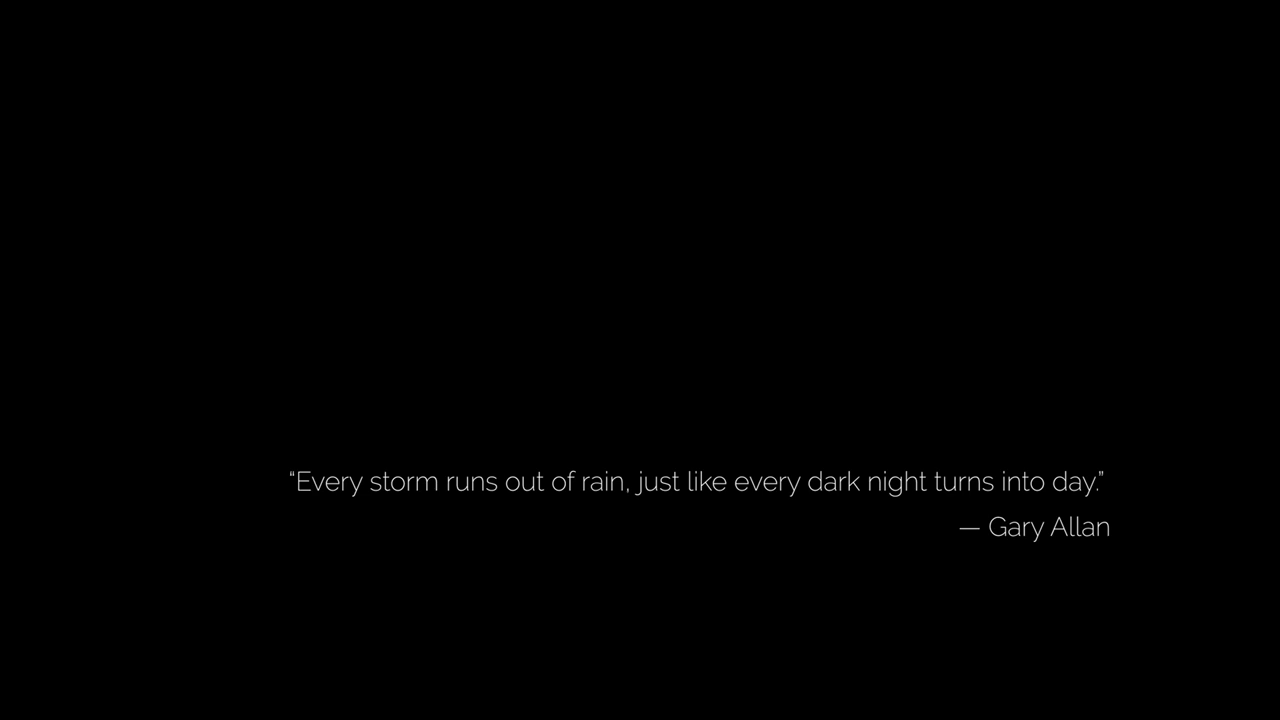 “Every storm runs out of rain, just like every dark night turns into day.”
— Gary Allan